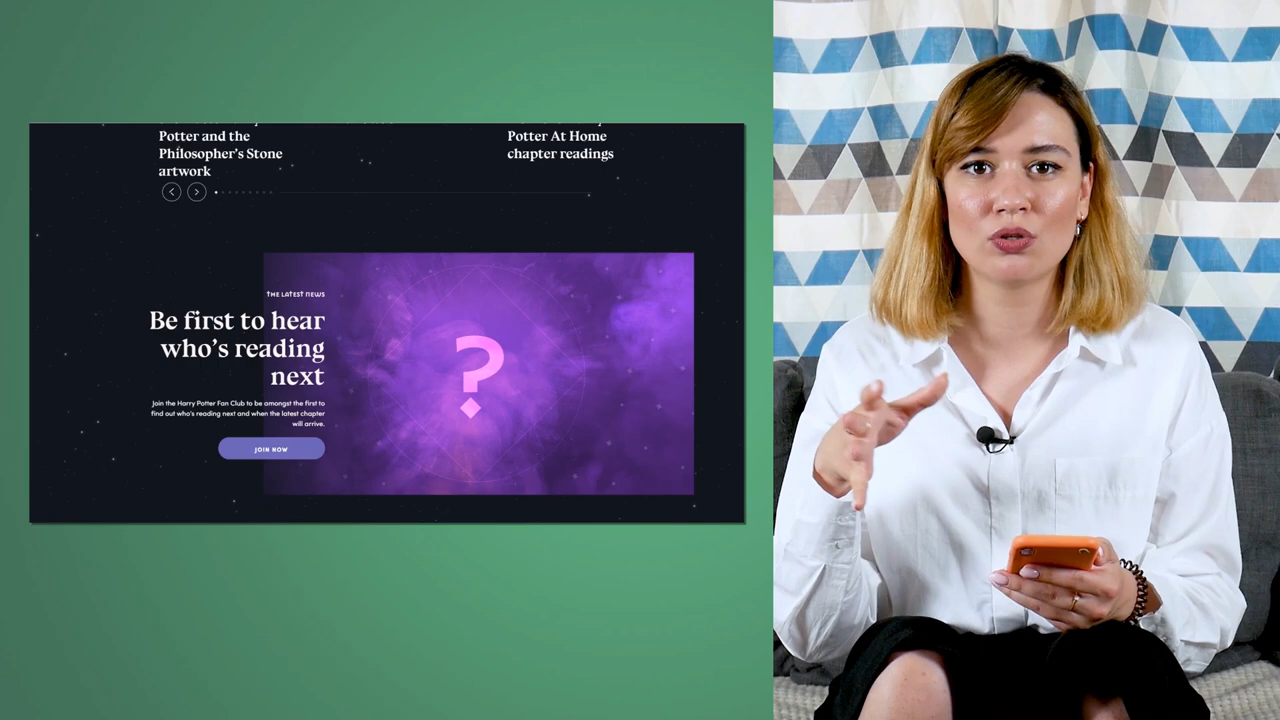 Potter and the
Philosopher's Stone
artwork
Potter At Home
chapter readings
THE LATEST NEWS
Be first to hear
who's reading
next
Join the Harry Potter Fan Club to be amongst the first to
find out who's reading next and when the latest chapter
will arrive.
JOIN NOW
?